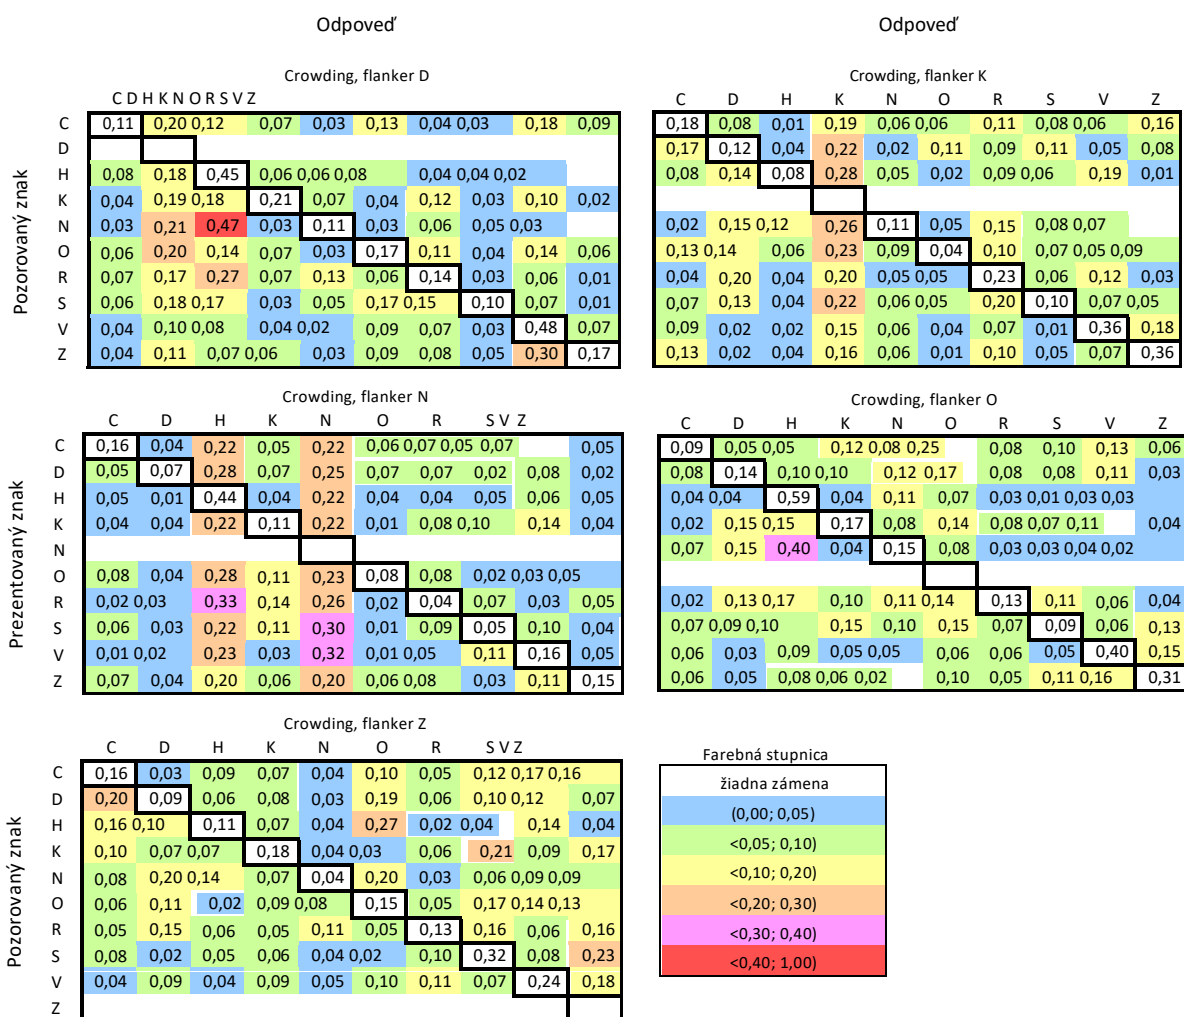 Odpoveď
Odpoveď
Crowding, flanker D
C D H K N O R S V Z
Pozorovaný znak
C 0,11 0,20 0,12 0,07 0,03 0,13 0,04 0,03 0,18 0,09
D
H 0,08 0,18 0,45 0,06 0,06 0,08 0,04 0,04 0,02
K 0,04 0,19 0,18 0,21 0,07 0,04 0,12 0,03 0,10 0,02
N 0,03 0,21 0,47 0,03 0,11 0,03 0,06 0,05 0,03
O 0,06 0,20 0,14 0,07 0,03 0,17 0,11 0,04 0,14 0,06
R 0,07 0,17 0,27 0,07 0,13 0,06 0,14 0,03 0,06 0,01
S 0,06 0,18 0,17 0,03 0,05 0,17 0,15 0,10 0,07 0,01
V 0,04 0,10 0,08 0,04 0,02 0,09 0,07 0,03 0,48 0,07
Z 0,04 0,11 0,07 0,06 0,03 0,09 0,08 0,05 0,30 0,17
Crowding, flanker K
C D H K N O R S V Z
0,18 0,08 0,01 0,19 0,06 0,06 0,11 0,08 0,06 0,16
0,17 0,12 0,04 0,22 0,02 0,11 0,09 0,11 0,05 0,08
0,08 0,14 0,08 0,28 0,05 0,02 0,09 0,06 0,19 0,01
0,02 0,15 0,12 0,26 0,11 0,05 0,15 0,08 0,07
0,13 0,14 0,06 0,23 0,09 0,04 0,10 0,07 0,05 0,09
0,04 0,20 0,04 0,20 0,05 0,05 0,23 0,06 0,12 0,03
0,07 0,13 0,04 0,22 0,06 0,05 0,20 0,10 0,07 0,05
0,09 0,02 0,02 0,15 0,06 0,04 0,07 0,01 0,36 0,18
0,13 0,02 0,04 0,16 0,06 0,01 0,10 0,05 0,07 0,36
Crowding, flanker N
C D H K N O R S V Z
Prezentovaný znak
C 0,16 0,04 0,22 0,05 0,22 0,06 0,07 0,05 0,07 0,05
D 0,05 0,07 0,28 0,07 0,25 0,07 0,07 0,02 0,08 0,02
H 0,05 0,01 0,44 0,04 0,22 0,04 0,04 0,05 0,06 0,05
K 0,04 0,04 0,22 0,11 0,22 0,01 0,08 0,10 0,14 0,04
N
O 0,08 0,04 0,28 0,11 0,23 0,08 0,08 0,02 0,03 0,05
R 0,02 0,03 0,33 0,14 0,26 0,02 0,04 0,07 0,03 0,05
S 0,06 0,03 0,22 0,11 0,30 0,01 0,09 0,05 0,10 0,04
V 0,01 0,02 0,23 0,03 0,32 0,01 0,05 0,11 0,16 0,05
Z 0,07 0,04 0,20 0,06 0,20 0,06 0,08 0,03 0,11 0,15
Crowding, flanker O
C D H K N O R S V Z
0,09 0,05 0,05 0,12 0,08 0,25 0,08 0,10 0,13 0,06
0,08 0,14 0,10 0,10 0,12 0,17 0,08 0,08 0,11 0,03
0,04 0,04 0,59 0,04 0,11 0,07 0,03 0,01 0,03 0,03
0,02 0,15 0,15 0,17 0,08 0,14 0,08 0,07 0,11 0,04
0,07 0,15 0,40 0,04 0,15 0,08 0,03 0,03 0,04 0,02
0,02 0,13 0,17 0,10 0,11 0,14 0,13 0,11 0,06 0,04
0,07 0,09 0,10 0,15 0,10 0,15 0,07 0,09 0,06 0,13
0,06 0,03 0,09 0,05 0,05 0,06 0,06 0,05 0,40 0,15
0,06 0,05 0,08 0,06 0,02 0,10 0,05 0,11 0,16 0,31
Crowding, flanker Z
C D H K N O R S V Z
Pozorovaný znak
C 0,16 0,03 0,09 0,07 0,04 0,10 0,05 0,12 0,17 0,16
D 0,20 0,09 0,06 0,08 0,03 0,19 0,06 0,10 0,12 0,07
H 0,16 0,10 0,11 0,07 0,04 0,27 0,02 0,04 0,14 0,04
K 0,10 0,07 0,07 0,18 0,04 0,03 0,06 0,21 0,09 0,17
N 0,08 0,20 0,14 0,07 0,04 0,20 0,03 0,06 0,09 0,09
O 0,06 0,11 0,02 0,09 0,08 0,15 0,05 0,17 0,14 0,13
R 0,05 0,15 0,06 0,05 0,11 0,05 0,13 0,16 0,06 0,16
S 0,08 0,02 0,05 0,06 0,04 0,02 0,10 0,32 0,08 0,23
V 0,04 0,09 0,04 0,09 0,05 0,10 0,11 0,07 0,24 0,18
Z
Farebná stupnica
žiadna zámena
(0,00; 0,05)
<0,05; 0,10)
<0,10; 0,20)
<0,20; 0,30)
<0,30; 0,40)
<0,40; 1,00)